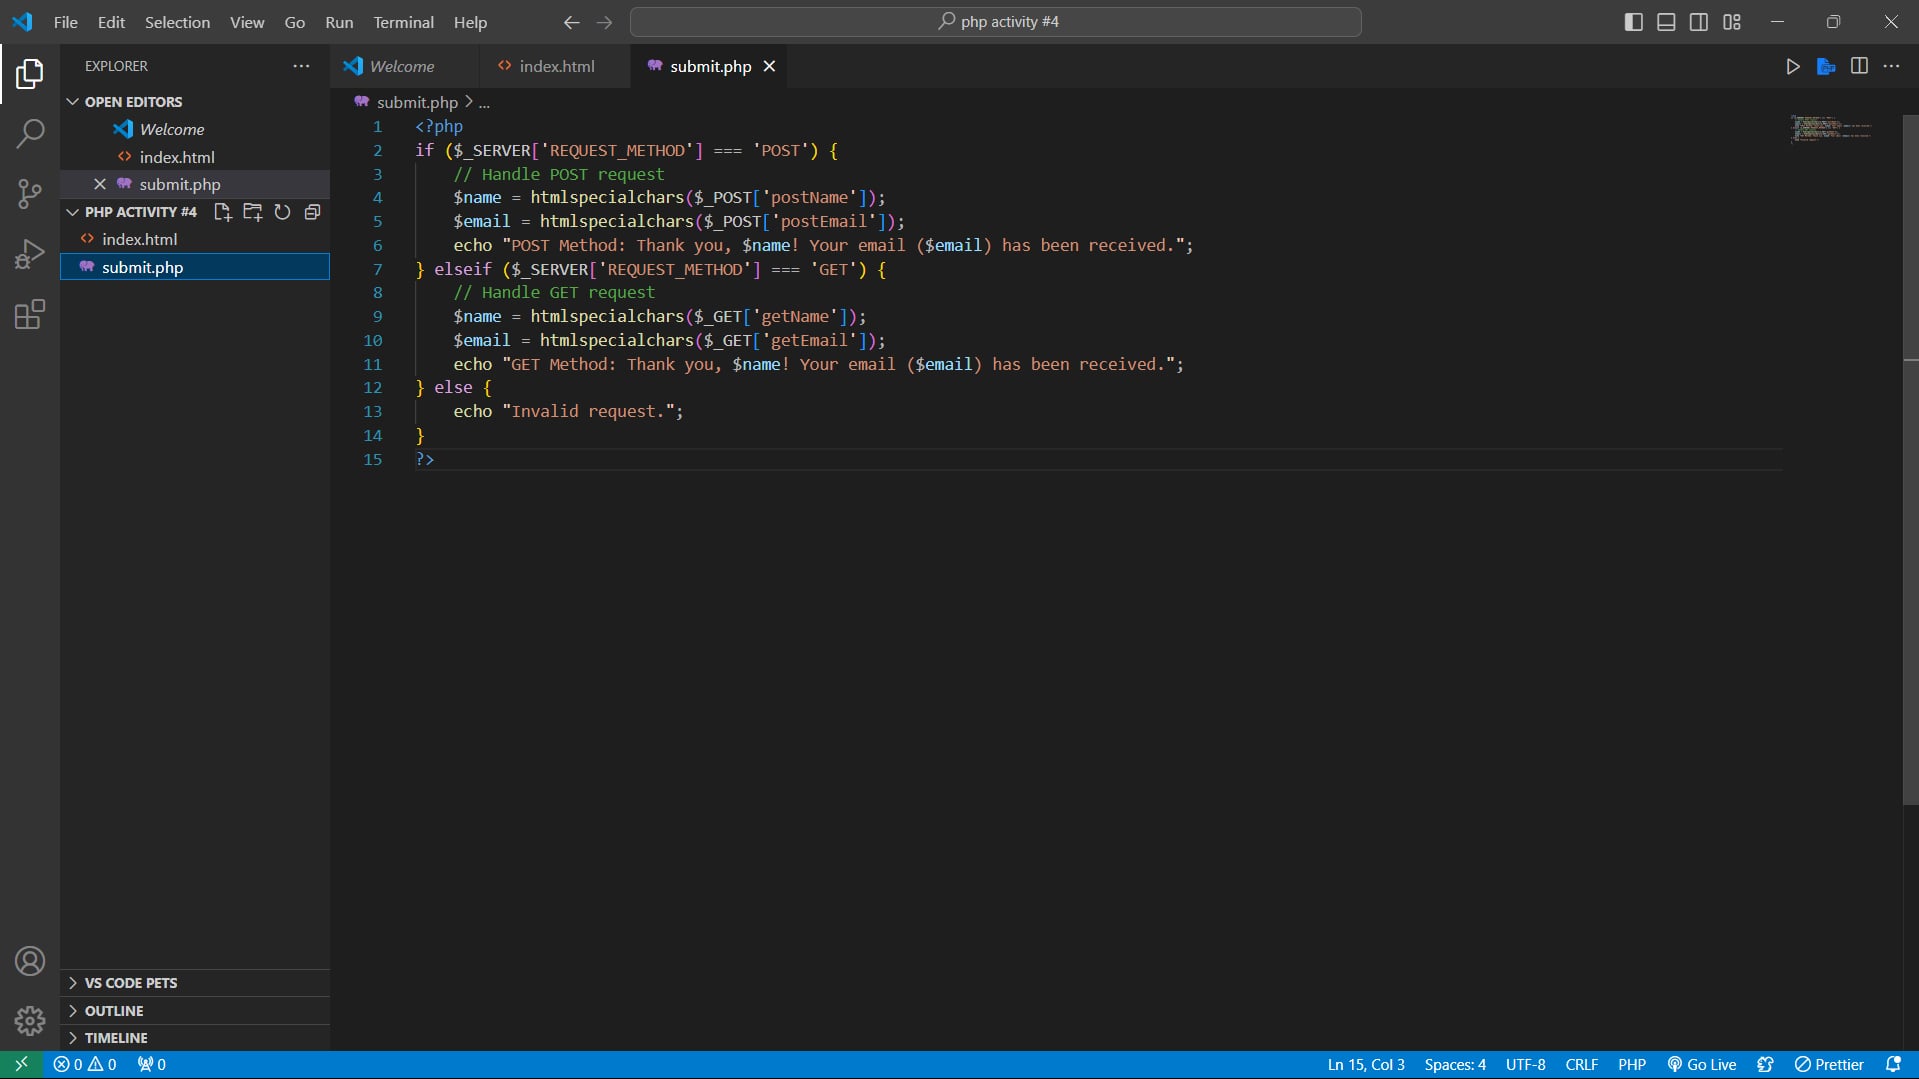 File Edit Selection View Go Run Terminal Help
php activity #4
EXPLORER
OPEN EDITORS
Welcome
index.html
submit.php
PHP ACTIVITY #4
index.html
submit.php
VS CODE PETS
OUTLINE
TIMELINE
Welcome index.html submit.php
submit.php > ...
1 <?php
2 if ($_SERVER['REQUEST_METHOD'] === 'POST') {
3     // Handle POST request
4     $name = htmlspecialchars($_POST['postName']);
5     $email = htmlspecialchars($_POST['postEmail']);
6     echo "POST Method: Thank you, $name! Your email ($email) has been received.";
7 } elseif ($_SERVER['REQUEST_METHOD'] === 'GET') {
8     // Handle GET request
9     $name = htmlspecialchars($_GET['getName']);
10     $email = htmlspecialchars($_GET['getEmail']);
11     echo "GET Method: Thank you, $name! Your email ($email) has been received.";
12 } else {
13     echo "Invalid request.";
14 }
15 ?>
0 0 0 Ln 15, Col 3 Spaces: 4 UTF-8 CRLF PHP Go Live Prettier